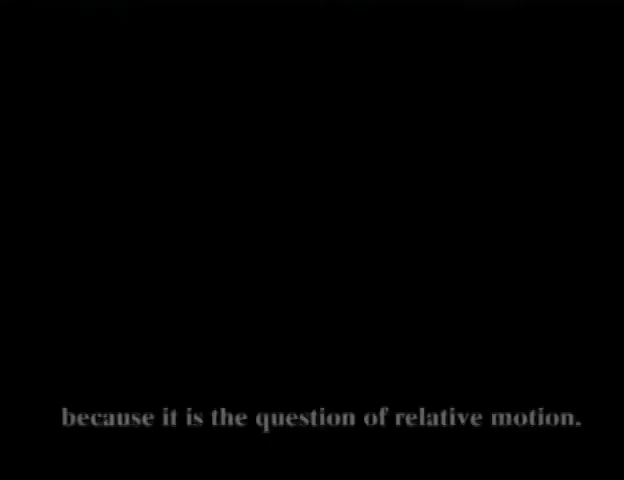 because it is the question of relative motion.